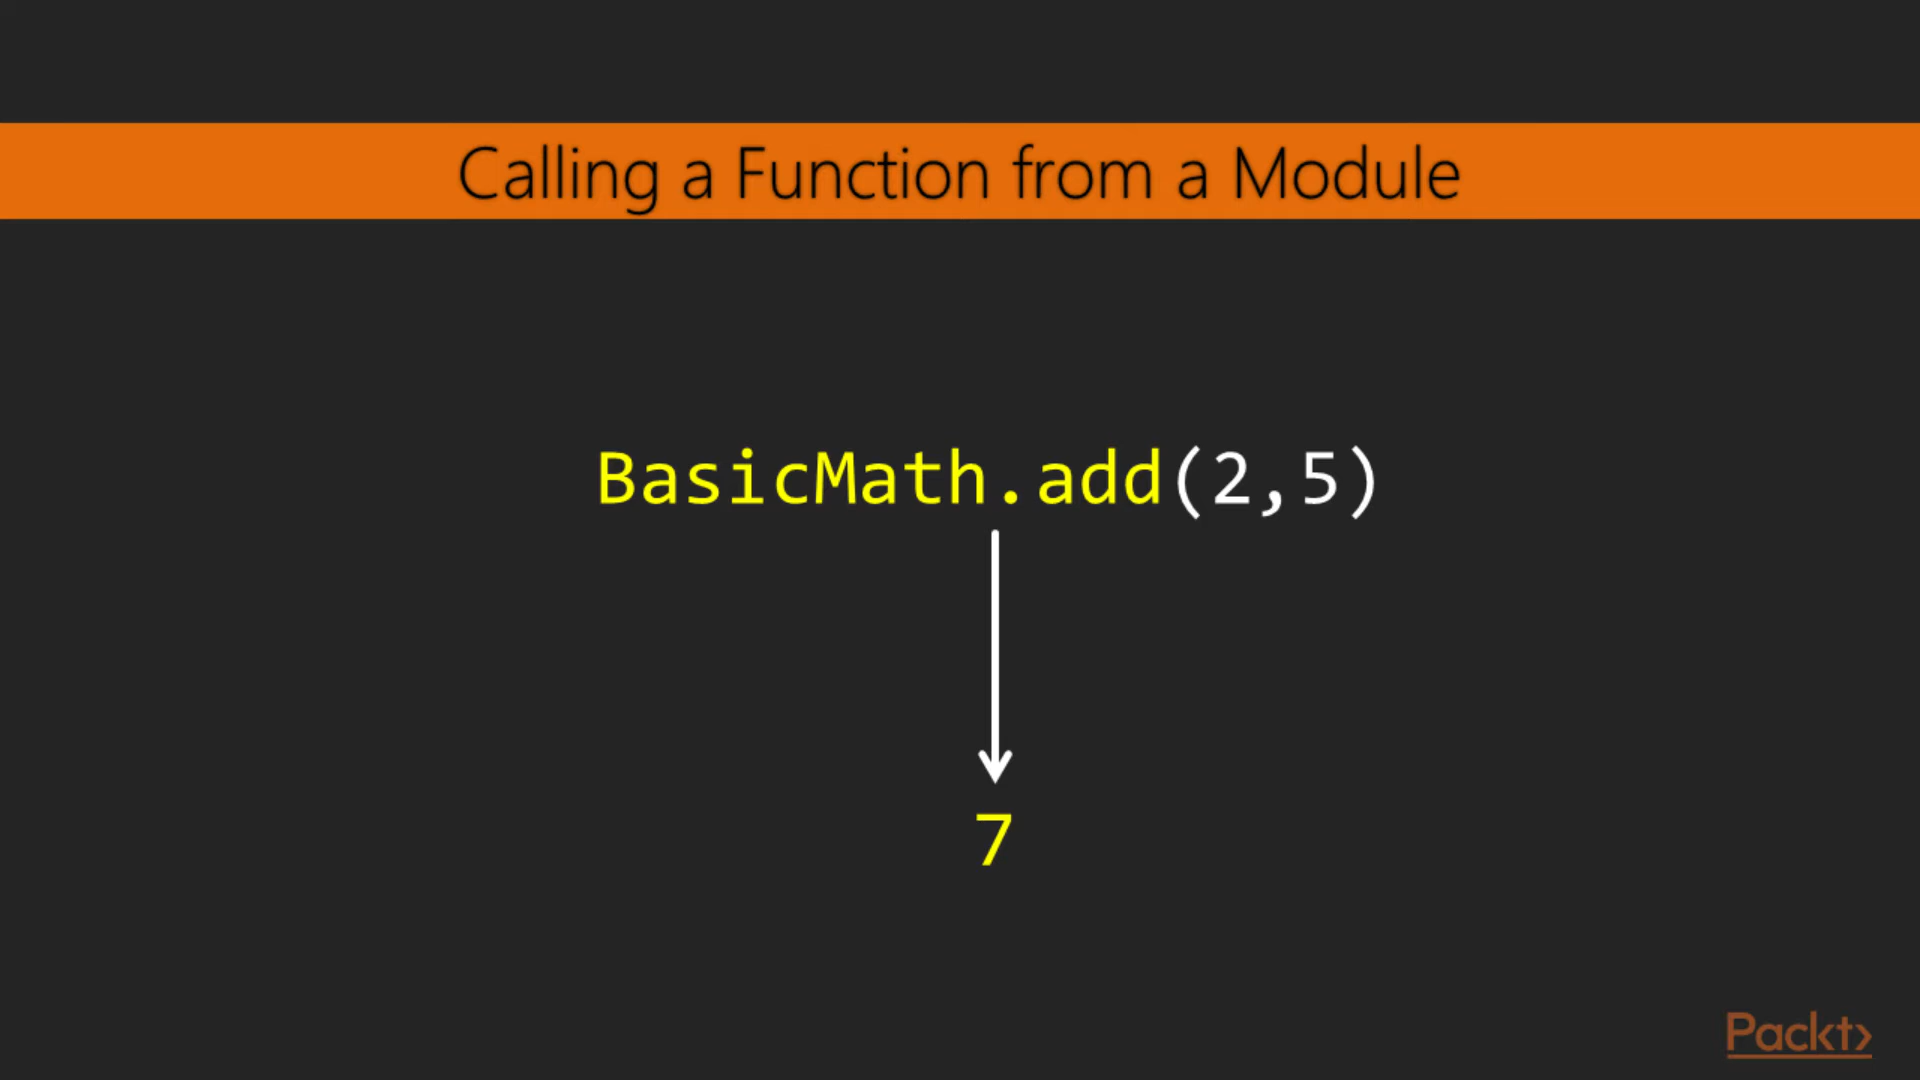 Calling a Function from a Module
BasicMath.add(2,5)
7
Packt>